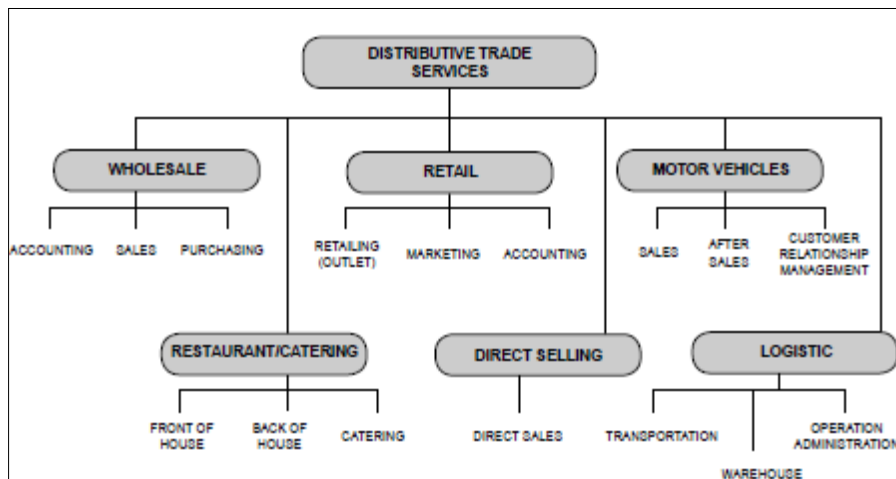 DISTRIBUTIVE TRADE
SERVICES
WHOLESALE
RETAIL
MOTOR VEHICLES
ACCOUNTING
SALES
PURCHASING
RETAILING
(OUTLET)
MARKETING
ACCOUNTING
SALES
AFTER
SALES
CUSTOMER
RELATIONSHIP
MANAGEMENT
RESTAURANT/CATERING
DIRECT SELLING
LOGISTIC
FRONT OF
HOUSE
BACK OF
HOUSE
CATERING
DIRECT SALES
TRANSPORTATION
WAREHOUSE
OPERATION
ADMINISTRATION